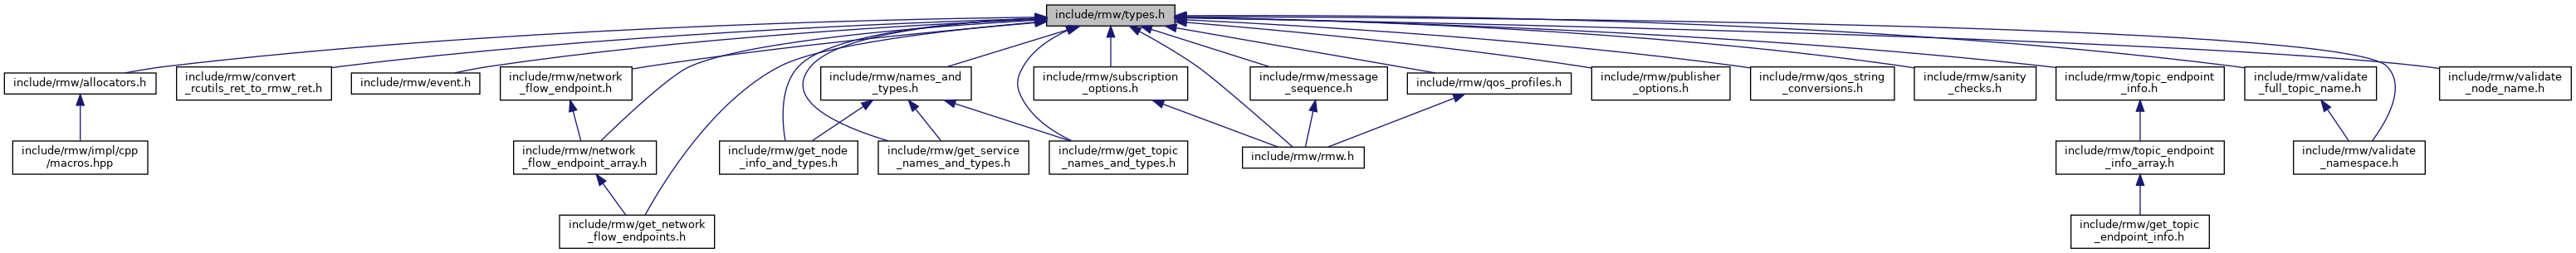 include/rmw/types.h
include/rmw/allocators.h
include/rmw/convert
_rcutils_ret_to_rmw_ret.h
include/rmw/event.h
include/rmw/network
_flow_endpoint.h
include/rmw/names_and
_types.h
include/rmw/subscription
_options.h
include/rmw/message
_sequence.h
include/rmw/qos_profiles.h
include/rmw/publisher
_options.h
include/rmw/qos_string
_conversions.h
include/rmw/sanity
_checks.h
include/rmw/topic_endpoint
_info.h
include/rmw/validate
_full_topic_name.h
include/rmw/validate
_node_name.h
include/rmw/impl/cpp
/macros.hpp
include/rmw/network
_flow_endpoint_array.h
include/rmw/get_node
_info_and_types.h
include/rmw/get_service
_names_and_types.h
include/rmw/get_topic
_names_and_types.h
include/rmw/rmw.h
include/rmw/topic_endpoint
_info_array.h
include/rmw/validate
_namespace.h
include/rmw/get_network
_flow_endpoints.h
include/rmw/get_topic
_endpoint_info.h